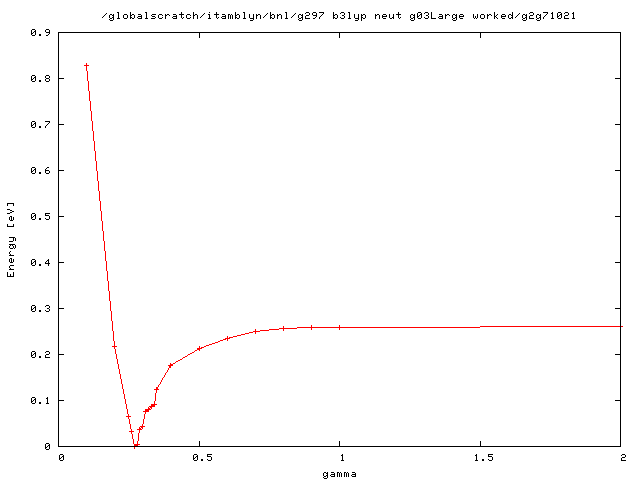 /globalscratch/itamblyn/bnl/g297 b3lyp neut g03Large worked/g2g71021
0.9
0.8
0.7
0.6
0.5
0.4
0.3
0.2
0.1
0
Energy [eV]
0 0.5 1 1.5 2
gamma